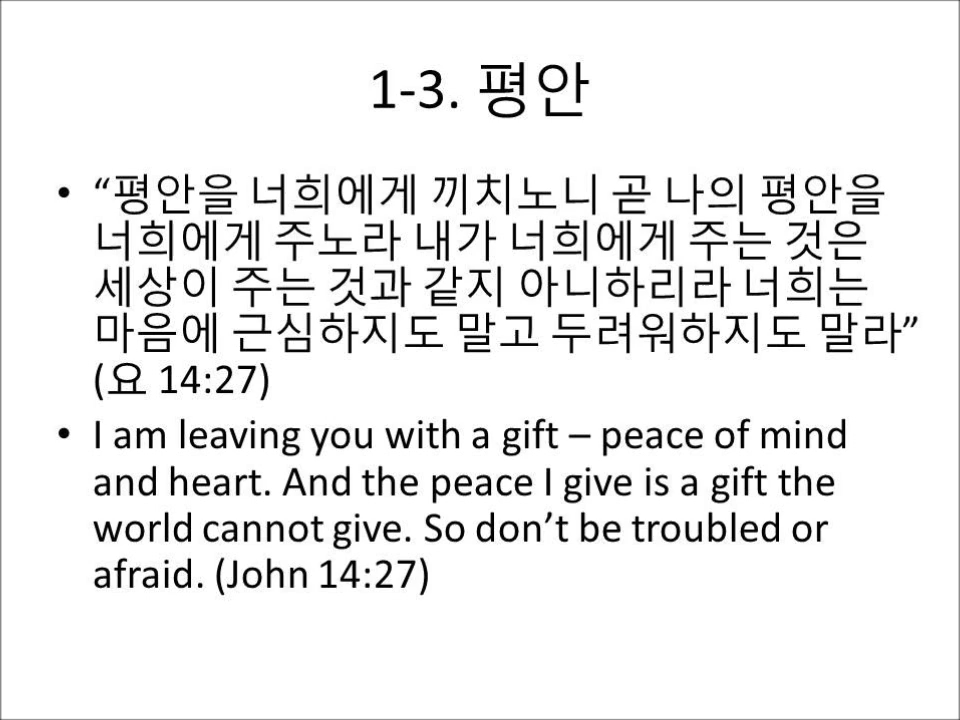 1-3. 평안
• “평안을 너희에게 끼치노니 곧 나의 평안을
너희에게 주노라 내가 너희에게 주는 것은
세상이 주는 것과 같지 아니하리라 너희는
마음에 근심하지도 말고 두려워하지도 말라”
(요 14:27)
• I am leaving you with a gift – peace of mind
and heart. And the peace I give is a gift the
world cannot give. So don’t be troubled or
afraid. (John 14:27)